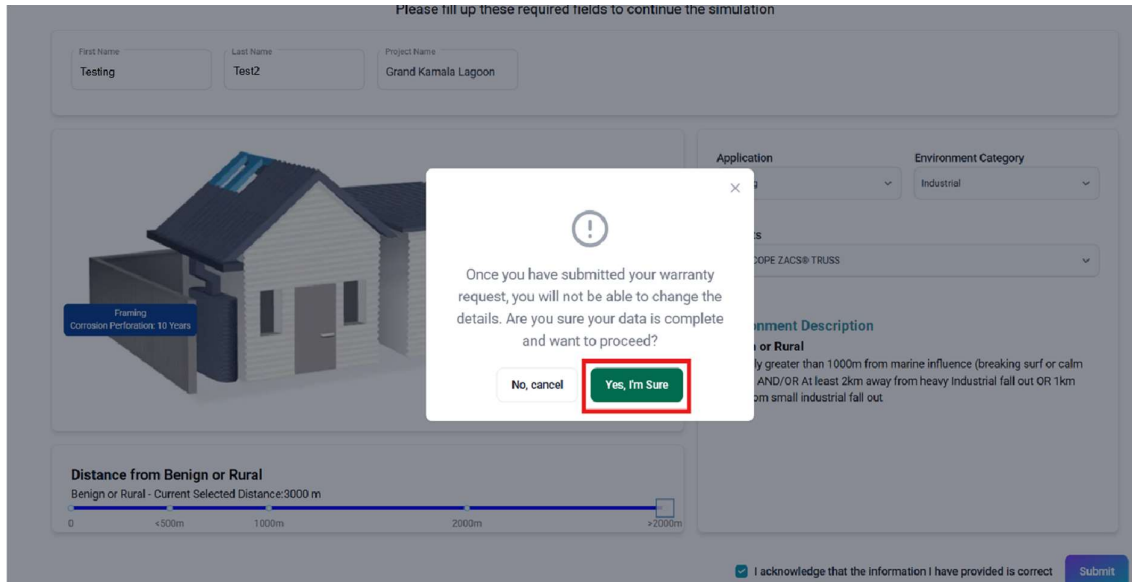 Please fill up these required fields to continue the simulation
First Name
Testing
Last Name
Test2
Project Name
Grand Kamala Lagoon
Framing
Corrosion Perforation: 10 Years
Application
Environment Category
Industrial
COPE ZACS® TRUSS
Once you have submitted your warranty
request, you will not be able to change the
details. Are you sure your data is complete
and want to proceed?
No, cancel
Yes, I'm Sure
Description
or Rural
greater than 1000m from marine influence (breaking surf or calm
AND/OR At least 2km away from heavy Industrial fall out OR 1km
small industrial fall out
Distance from Benign or Rural
Benign or Rural - Current Selected Distance:3000 m
0 <500m 1000m 2000m >2000m
I acknowledge that the information I have provided is correct
Submit